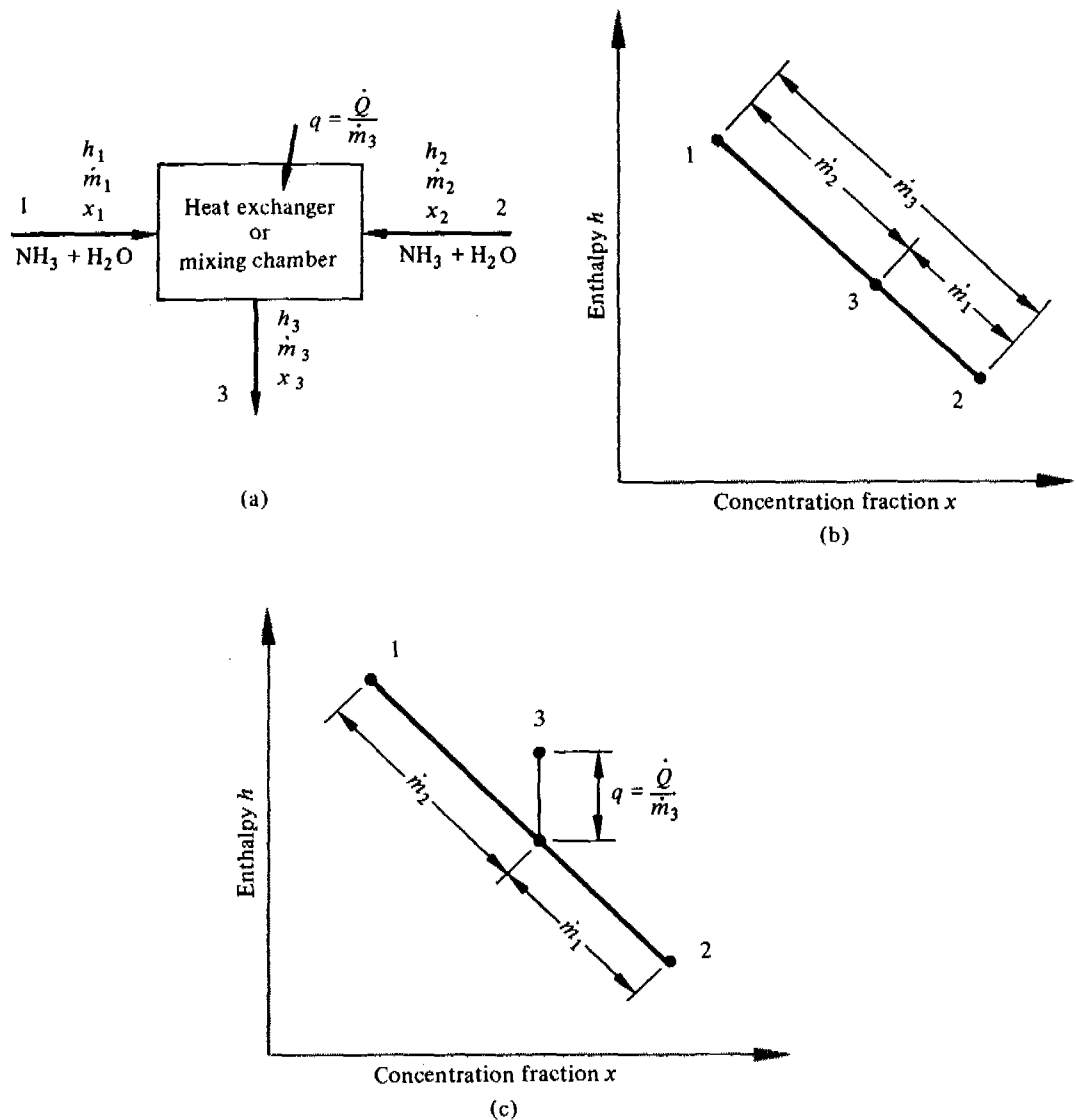 q = Q̇/ṁ₃
h₁
ṁ₁
x₁
1
NH₃ + H₂O
Heat exchanger
or
mixing chamber
h₂
ṁ₂
x₂
2
NH₃ + H₂O
h₃
ṁ₃
x₃
3
(a)
Enthalpy h
1
ṁ₂
ṁ₃
ṁ₁
3
2
Concentration fraction x
(b)
Enthalpy h
1
3
q = Q̇/ṁ₃
ṁ₂
ṁ₁
2
Concentration fraction x
(c)